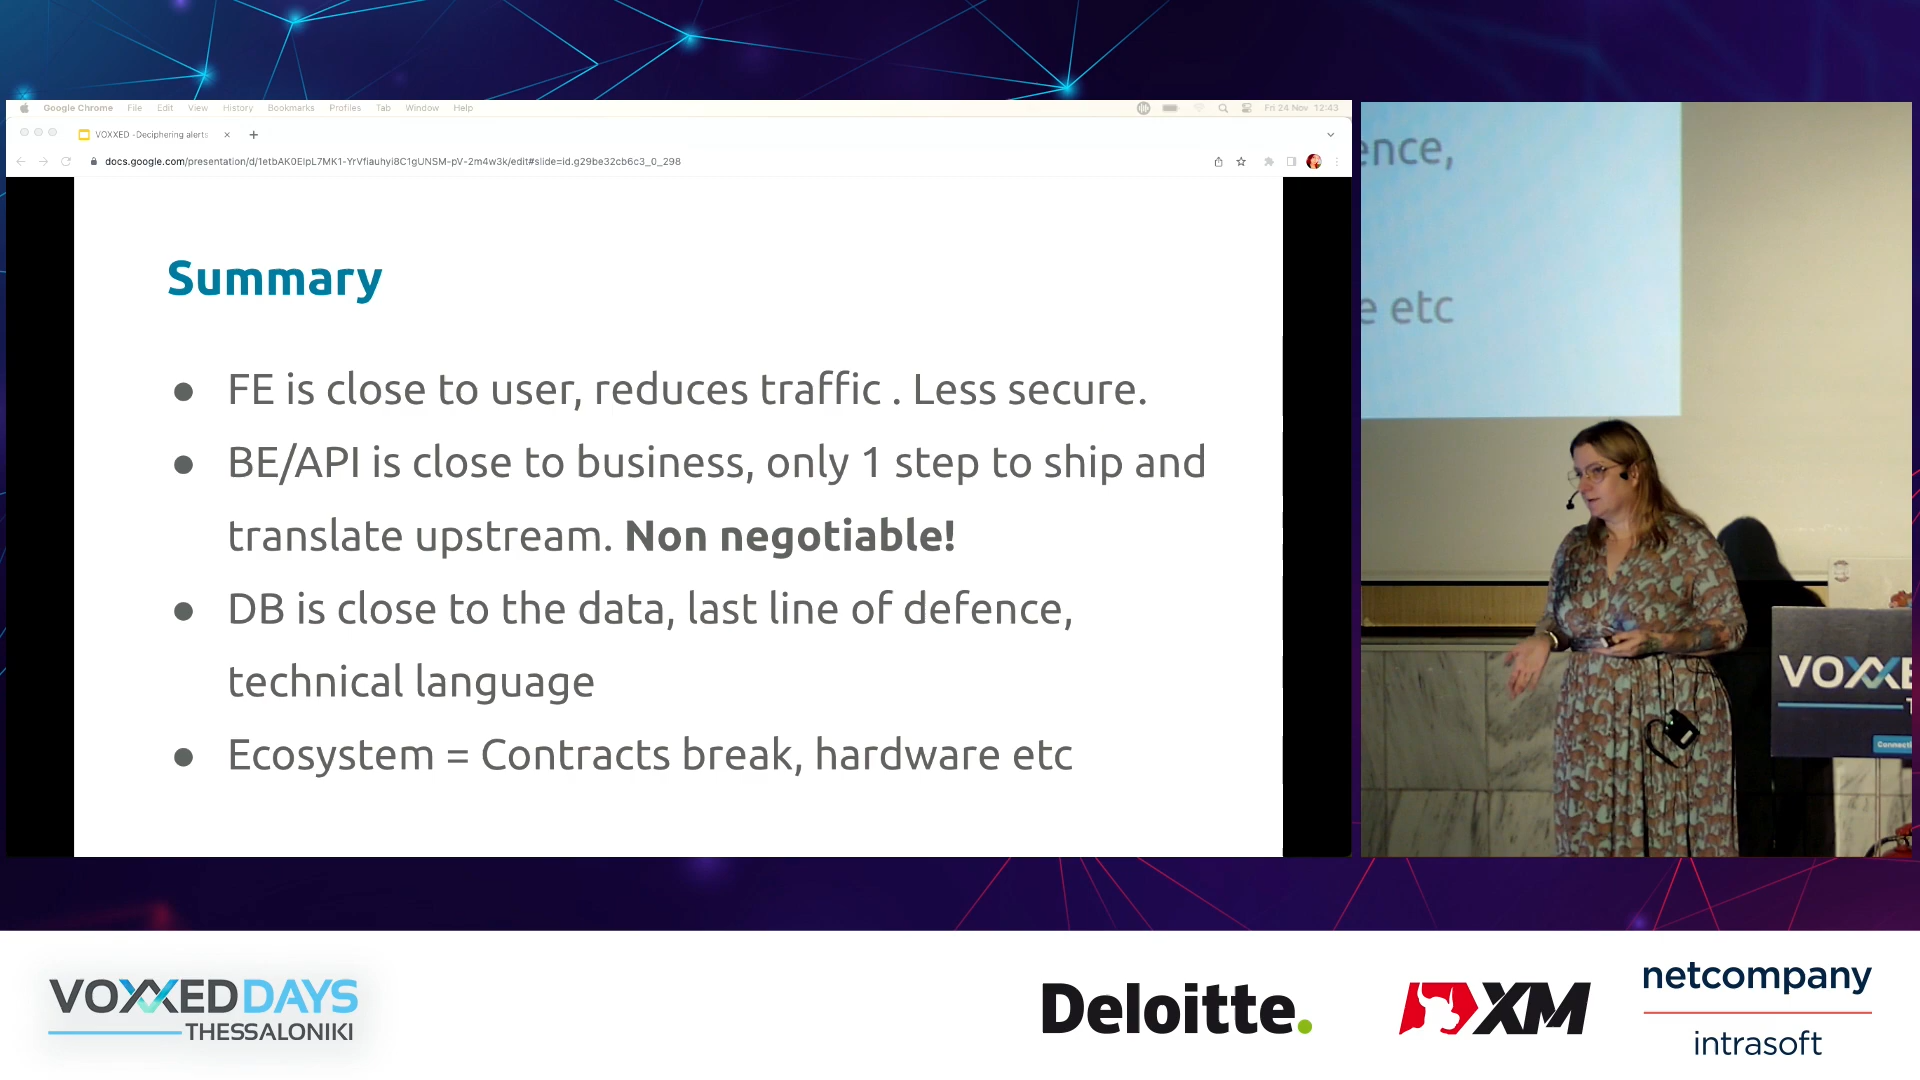 Google Chrome File Edit View History Bookmarks Profiles Tab Window Help
Fri 24 Nov 12:43
VOXXED -Deciphering alerts
docs.google.com/presentation/d/1etbAK0EIpL7MK1-YrVfiauhyi8C1gUNSM-pV-2m4w3k/edit#slide=id.g29be32cb6c3_0_298
Summary
● FE is close to user, reduces traffic . Less secure.
● BE/API is close to business, only 1 step to ship and
translate upstream. Non negotiable!
● DB is close to the data, last line of defence,
technical language
● Ecosystem = Contracts break, hardware etc
ence,
e etc
VOXXE
T
Connecti
VOXXED DAYS
THESSALONIKI
Deloitte.
XM
netcompany
intrasoft